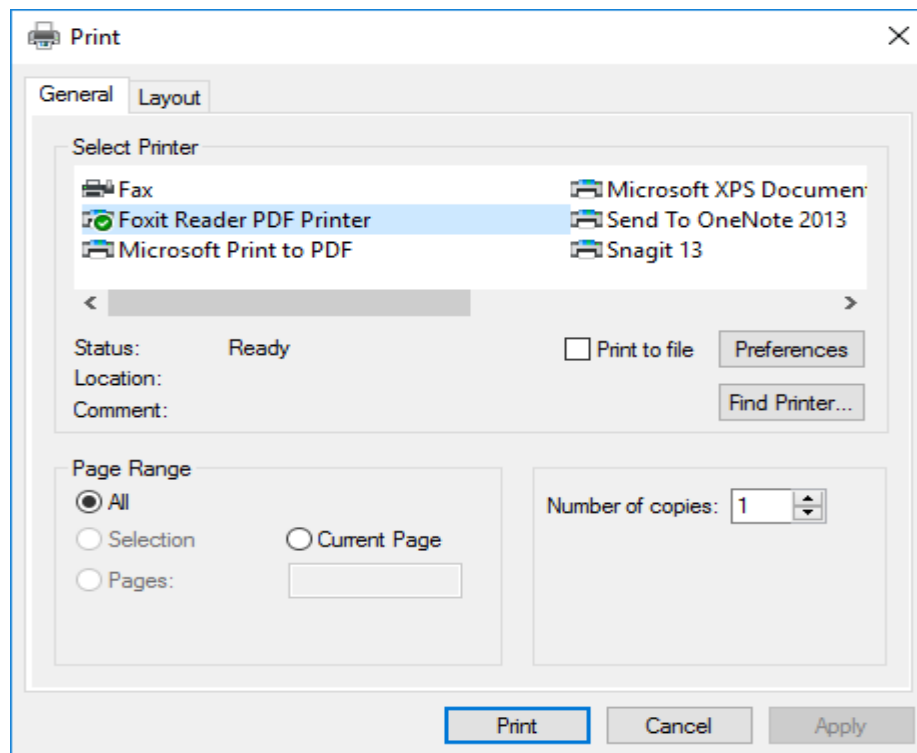 Print
General Layout
Select Printer
Fax
Foxit Reader PDF Printer
Microsoft Print to PDF
Microsoft XPS Documen
Send To OneNote 2013
Snagit 13
Status: Ready
Location:
Comment:
Print to file
Preferences
Find Printer...
Page Range
All
Selection
Current Page
Pages:
Number of copies: 1
Print Cancel Apply